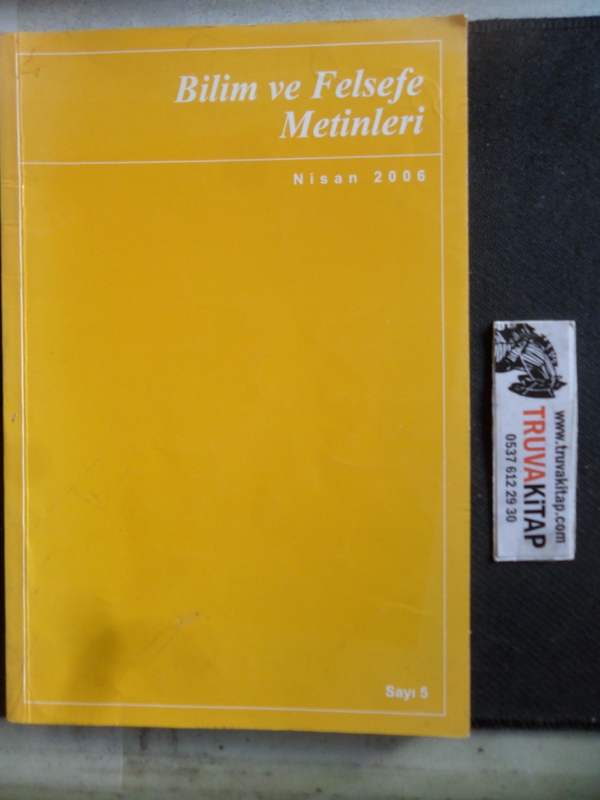 Bilim ve Felsefe
Metinleri
Nisan 2006
Sayı 5
www.truvakitap.com
TRUVAKiTAP
0537 612 29 30